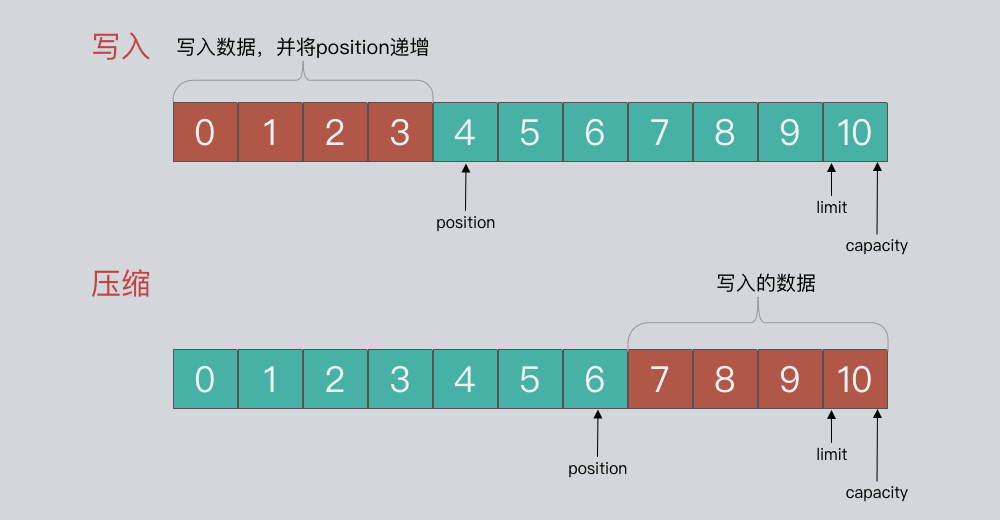 写入
写入数据，并将position递增
0 1 2 3 4 5 6 7 8 9 10
position
limit
capacity
压缩
写入的数据
0 1 2 3 4 5 6 7 8 9 10
position
limit
capacity